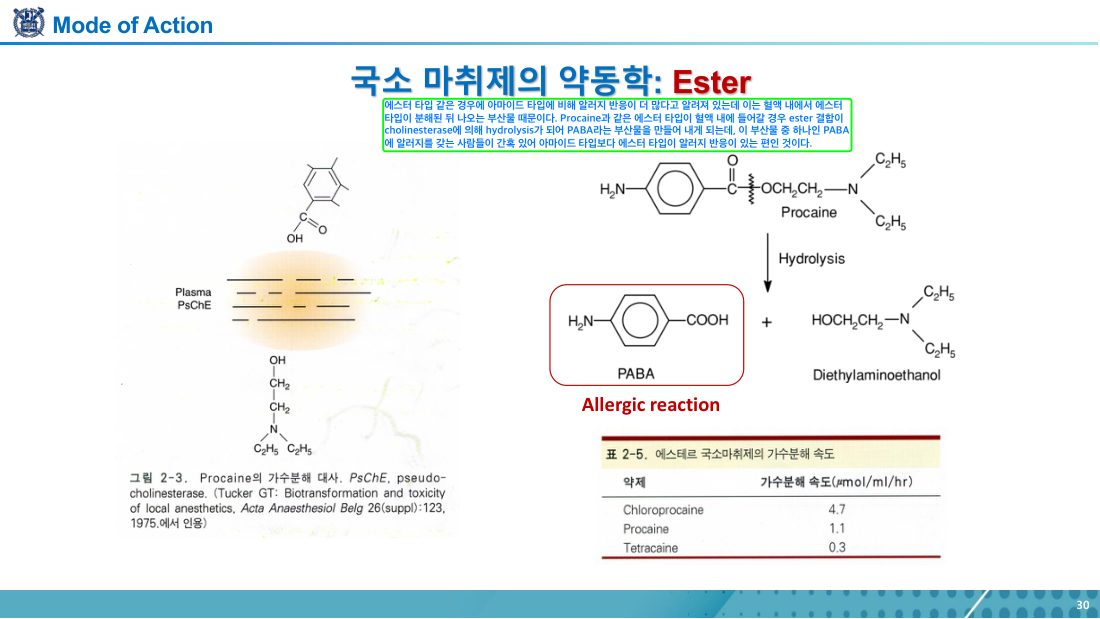 Mode of Action
국소 마취제의 약동학: Ester
에스터 타입 같은 경우에 아마이드 타입에 비해 알러지 반응이 더 많다고 알려져 있는데 이는 혈액 내에서 에스터
타입이 분해된 뒤 나오는 부산물 때문이다. Procaine과 같은 에스터 타입이 혈액 내에 들어갈 경우 ester 결합이
cholinesterase에 의해 hydrolysis가 되어 PABA라는 부산물을 만들어 내게 되는데, 이 부산물 중 하나인 PABA
에 알러지를 갖는 사람들이 간혹 있어 아마이드 타입보다 에스터 타입이 알러지 반응이 있는 편인 것이다.
C
O
OH
Plasma
PsChE
OH
CH₂
CH₂
N
C₂H₅ C₂H₅
그림 2-3. Procaine의 가수분해 대사. PsChE, pseudo-
cholinesterase. (Tucker GT: Biotransformation and toxicity
of local anesthetics, Acta Anaesthesiol Belg 26(suppl):123,
1975.에서 인용)
O
C₂H₅
H₂N
C
OCH₂CH₂
N
Procaine
C₂H₅
Hydrolysis
H₂N
COOH
PABA
+
C₂H₅
HOCH₂CH₂
N
C₂H₅
Diethylaminoethanol
Allergic reaction
표 2-5. 에스테르 국소마취제의 가수분해 속도
약제 가수분해 속도(μmol/ml/hr)
Chloroprocaine 4.7
Procaine 1.1
Tetracaine 0.3
30